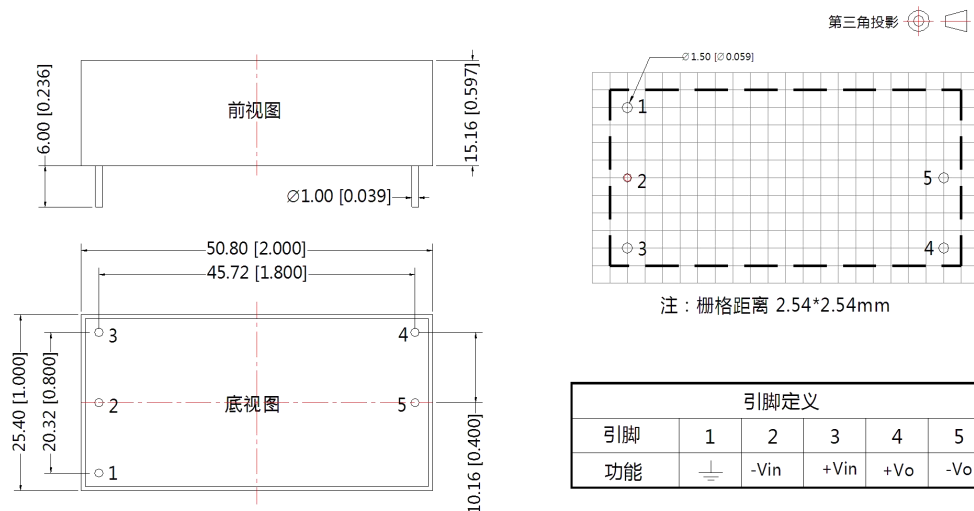 第三角投影
Ø1.50 [Ø0.059]
6.00 [0.236]
前视图
15.16 [0.597]
Ø1.00 [0.039]
1
2
5
3
4
注：栅格距离 2.54*2.54mm
50.80 [2.000]
45.72 [1.800]
3
4
25.40 [1.000]
20.32 [0.800]
2
底视图
5
1
10.16 [0.400]
引脚定义
引脚 1 2 3 4 5
功能 ⏚ -Vin +Vin +Vo -Vo